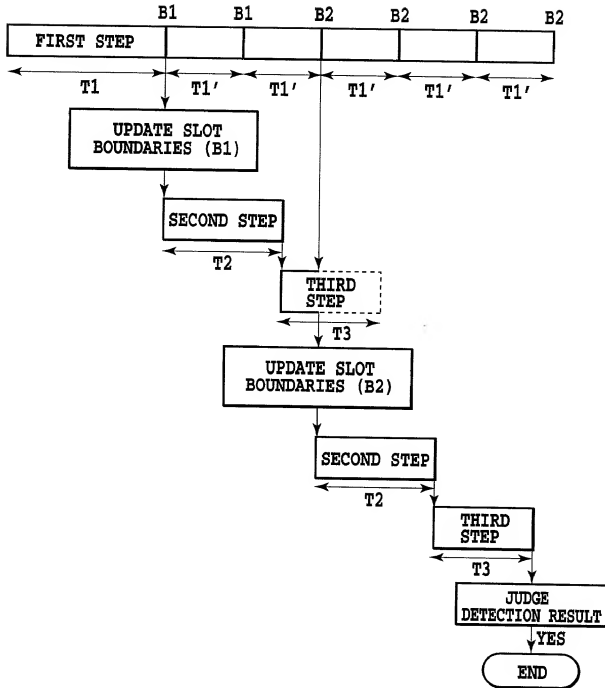 B1 B1 B2 B2 B2 B2
FIRST STEP
T1 T1' T1' T1' T1' T1'
UPDATE SLOT
BOUNDARIES (B1)
SECOND STEP
T2
THIRD
STEP
T3
UPDATE SLOT
BOUNDARIES (B2)
SECOND STEP
T2
THIRD
STEP
T3
JUDGE
DETECTION RESULT
YES
END